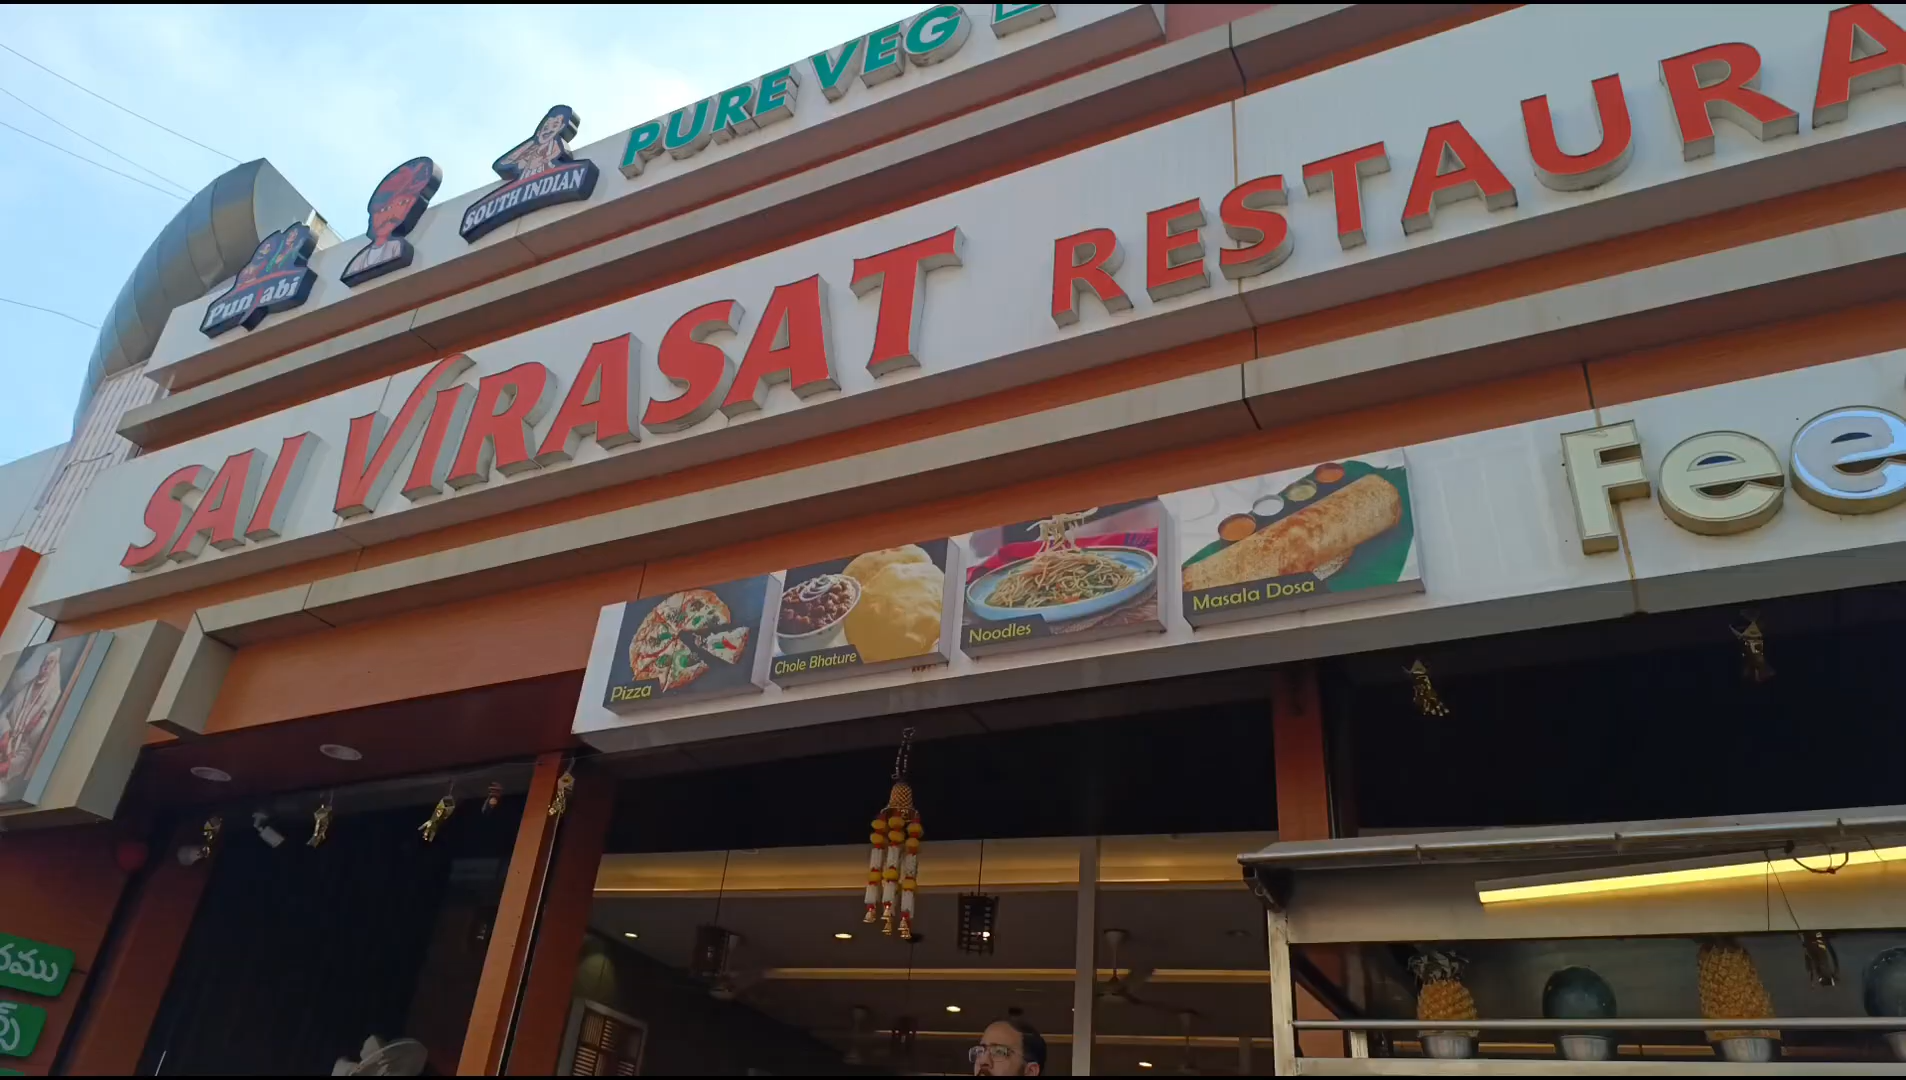 PURE VEG
SOUTH INDIAN
Punjabi
SAI VIRASAT RESTAURA
Fee
Masala Dosa
Noodles
Chole Bhature
Pizza